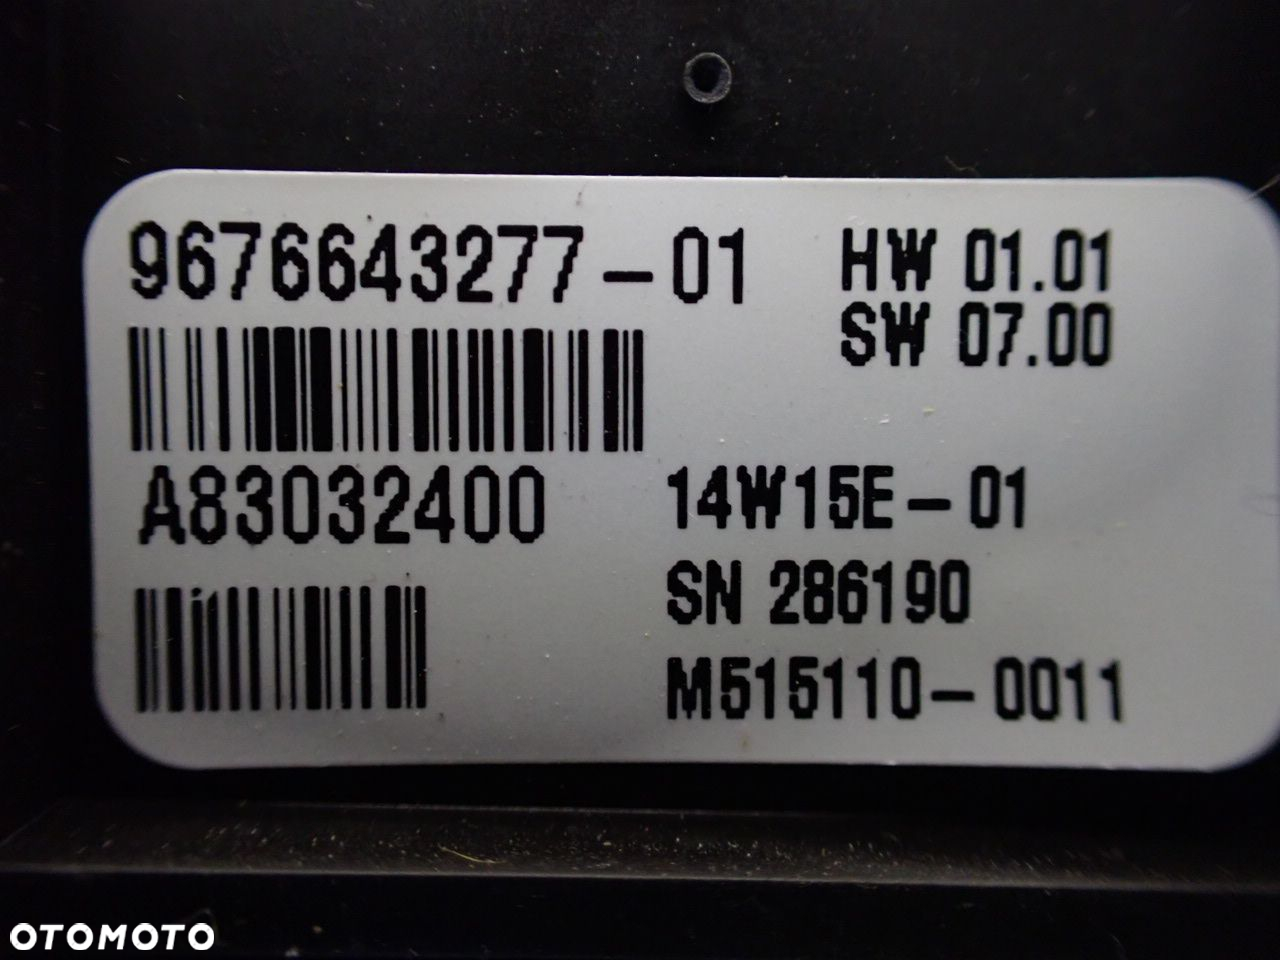 9676643277-01
HW 01.01
SW 07.00
A83032400
14W15E-01
SN 286190
M515110-0011
OTOMOTO